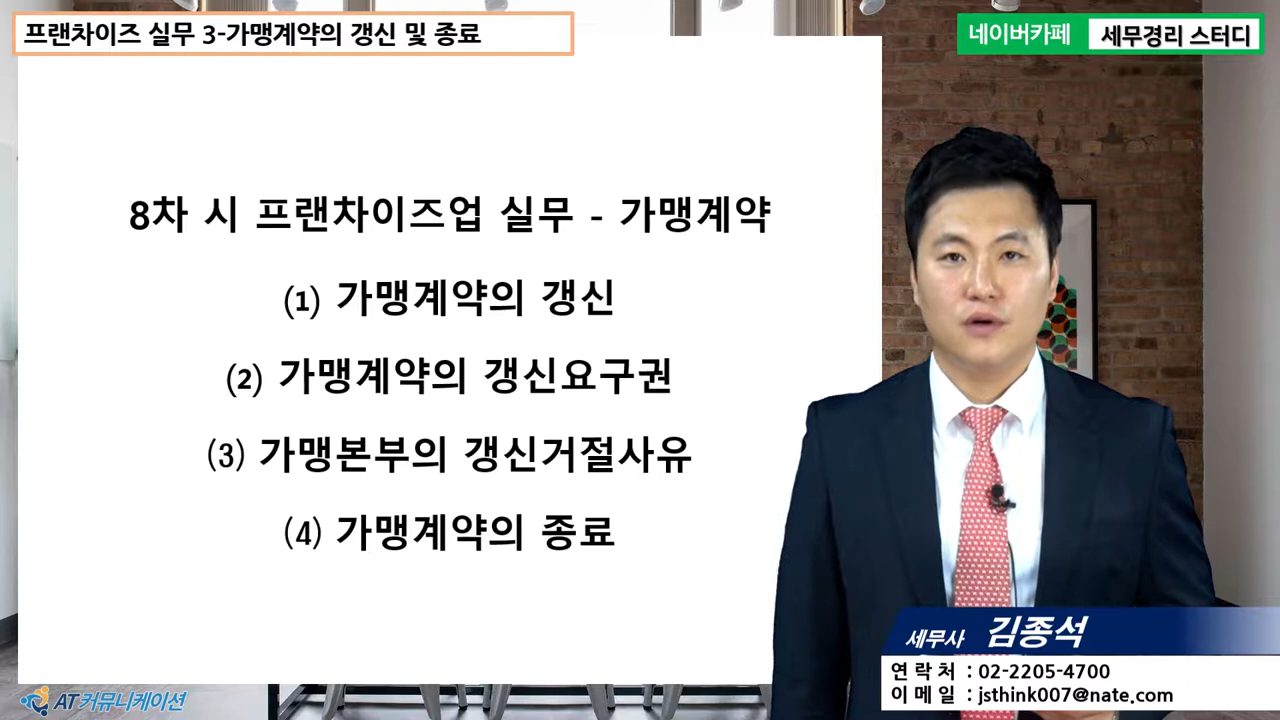 프랜차이즈 실무 3-가맹계약의 갱신 및 종료
네이버카페 세무경리 스터디
8차 시 프랜차이즈업 실무 - 가맹계약
(1) 가맹계약의 갱신
(2) 가맹계약의 갱신요구권
(3) 가맹본부의 갱신거절사유
(4) 가맹계약의 종료
세무사 김종석
연락처 : 02-2205-4700
이메일 : jsthink007@nate.com
AT커뮤니케이션